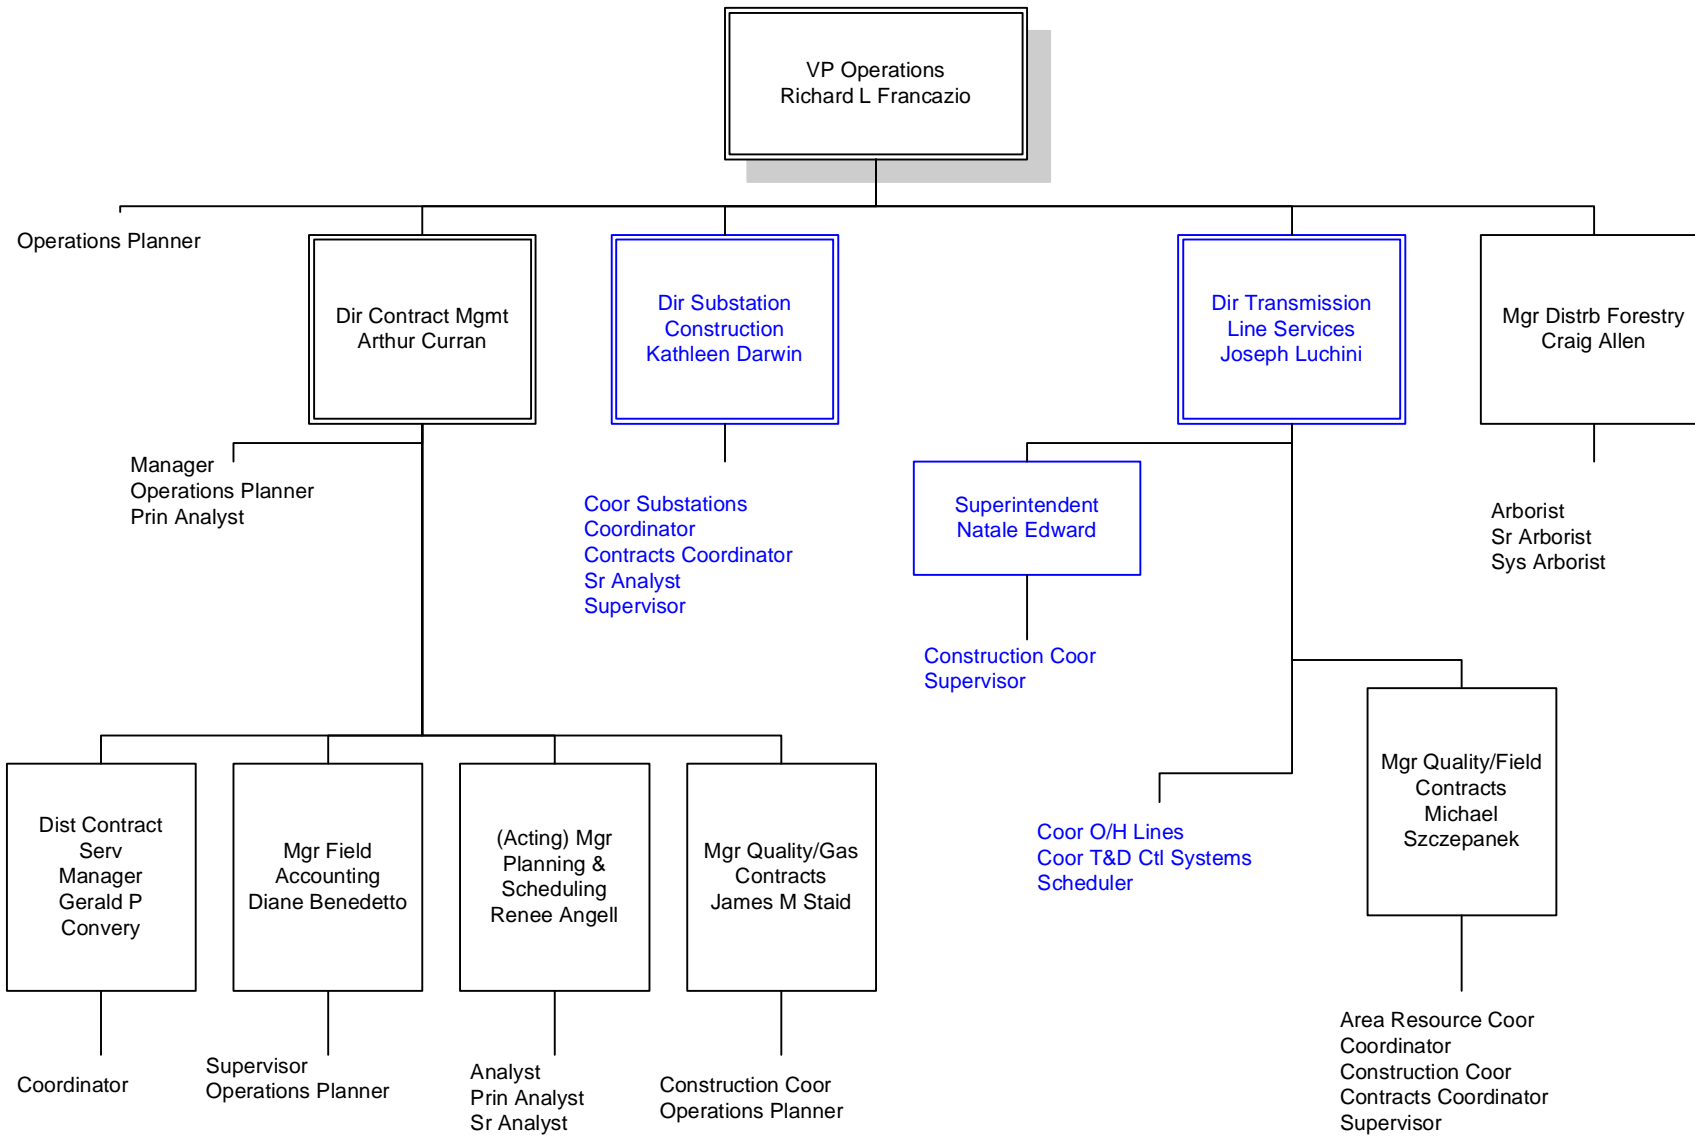 VP Operations
Richard L Francazio
Operations Planner
Dir Contract Mgmt
Arthur Curran
Dir Substation
Construction
Kathleen Darwin
Dir Transmission
Line Services
Joseph Luchini
Mgr Distrb Forestry
Craig Allen
Manager
Operations Planner
Prin Analyst
Coor Substations
Coordinator
Contracts Coordinator
Sr Analyst
Supervisor
Superintendent
Natale Edward
Construction Coor
Supervisor
Arborist
Sr Arborist
Sys Arborist
Dist Contract
Serv
Manager
Gerald P
Convery
Mgr Field
Accounting
Diane Benedetto
(Acting) Mgr
Planning &
Scheduling
Renee Angell
Mgr Quality/Gas
Contracts
James M Staid
Coor O/H Lines
Coor T&D Ctl Systems
Scheduler
Mgr Quality/Field
Contracts
Michael
Szczepanek
Coordinator
Supervisor
Operations Planner
Analyst
Prin Analyst
Sr Analyst
Construction Coor
Operations Planner
Area Resource Coor
Coordinator
Construction Coor
Contracts Coordinator
Supervisor